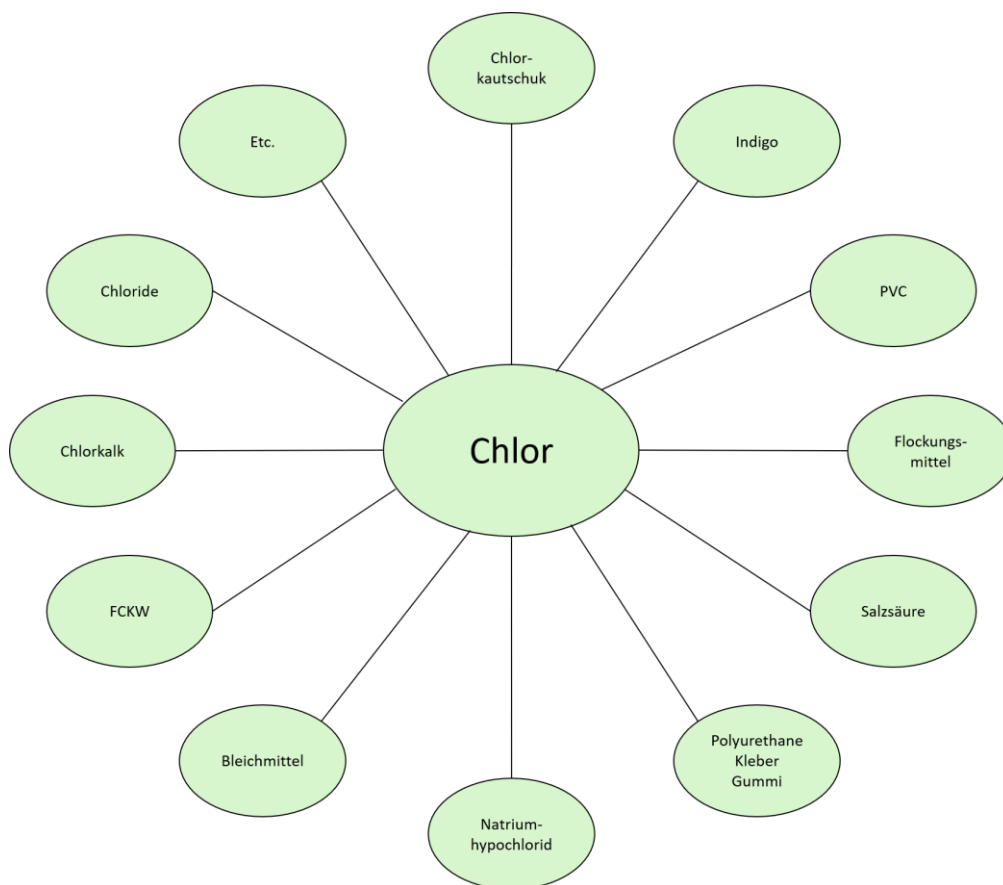 Chlor-
kautschuk
Etc.
Indigo
Chloride
PVC
Chlor
Chlorkalk
Flockungs-
mittel
FCKW
Salzsäure
Bleichmittel
Polyurethane
Kleber
Gummi
Natrium-
hypochlorid